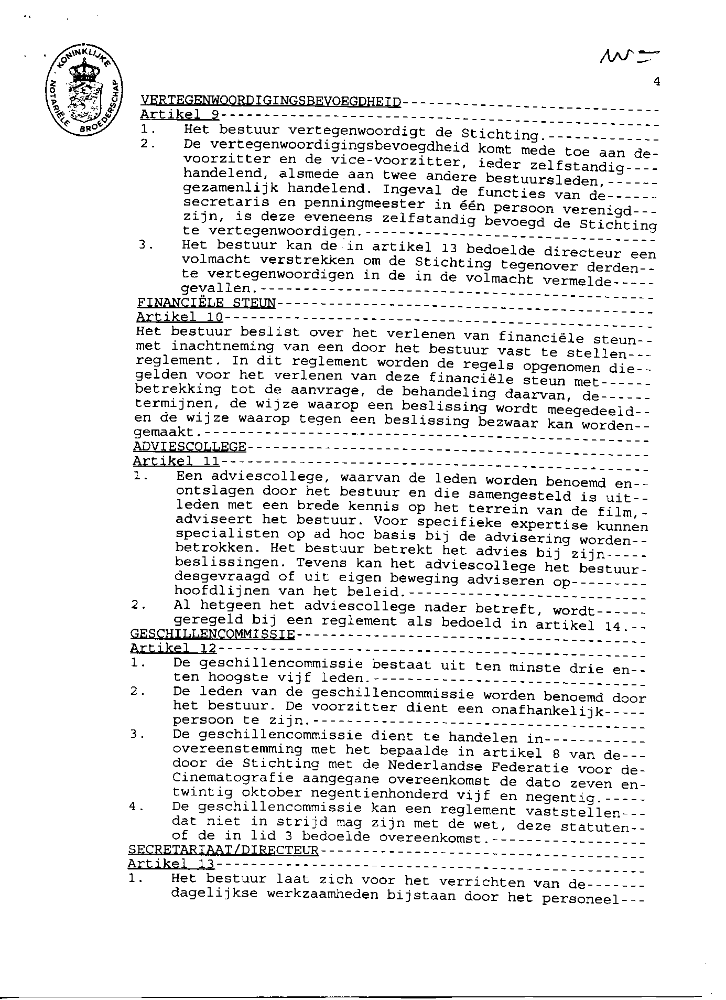 KONINKLIJKE
NOTARIËLE BROEDERSCHAP
4
VERTEGENWOORDIGINGSBEVOEGDHEID------------------------------
Artikel 9---------------------------------------------------
1. Het bestuur vertegenwoordigt de Stichting.-------------
2. De vertegenwoordigingsbevoegdheid komt mede toe aan de-
voorzitter en de vice-voorzitter, ieder zelfstandig----
handelend, alsmede aan twee andere bestuursleden,------
gezamenlijk handelend. Ingeval de functies van de------
secretaris en penningmeester in één persoon verenigd---
zijn, is deze eveneens zelfstandig bevoegd de Stichting
te vertegenwoordigen.----------------------------------
3. Het bestuur kan de in artikel 13 bedoelde directeur een
volmacht verstrekken om de Stichting tegenover derden--
te vertegenwoordigen in de in de volmacht vermelde-----
gevallen.----------------------------------------------
FINANCIËLE STEUN--------------------------------------------
Artikel 10--------------------------------------------------
Het bestuur beslist over het verlenen van financiële steun--
met inachtneming van een door het bestuur vast te stellen---
reglement. In dit reglement worden de regels opgenomen die--
gelden voor het verlenen van deze financiële steun met------
betrekking tot de aanvrage, de behandeling daarvan, de------
termijnen, de wijze waarop een beslissing wordt meegedeeld--
en de wijze waarop tegen een beslissing bezwaar kan worden--
gemaakt.----------------------------------------------------
ADVIESCOLLEGE-----------------------------------------------
Artikel 11--------------------------------------------------
1. Een adviescollege, waarvan de leden worden benoemd en--
ontslagen door het bestuur en die samengesteld is uit--
leden met een brede kennis op het terrein van de film,-
adviseert het bestuur. Voor specifieke expertise kunnen
specialisten op ad hoc basis bij de advisering worden--
betrokken. Het bestuur betrekt het advies bij zijn-----
beslissingen. Tevens kan het adviescollege het bestuur-
desgevraagd of uit eigen beweging adviseren op---------
hoofdlijnen van het beleid.----------------------------
2. Al hetgeen het adviescollege nader betreft, wordt------
geregeld bij een reglement als bedoeld in artikel 14.--
GESCHILLENCOMMISSIE-----------------------------------------
Artikel 12--------------------------------------------------
1. De geschillencommissie bestaat uit ten minste drie en--
ten hoogste vijf leden.--------------------------------
2. De leden van de geschillencommissie worden benoemd door
het bestuur. De voorzitter dient een onafhankelijk-----
persoon te zijn.---------------------------------------
3. De geschillencommissie dient te handelen in------------
overeenstemming met het bepaalde in artikel 8 van de---
door de Stichting met de Nederlandse Federatie voor de-
Cinematografie aangegane overeenkomst de dato zeven en-
twintig oktober negentienhonderd vijf en negentig.-----
4. De geschillencommissie kan een reglement vaststellen---
dat niet in strijd mag zijn met de wet, deze statuten--
of de in lid 3 bedoelde overeenkomst.------------------
SECRETARIAAT/DIRECTEUR--------------------------------------
Artikel 13--------------------------------------------------
1. Het bestuur laat zich voor het verrichten van de-------
dagelijkse werkzaamheden bijstaan door het personeel---